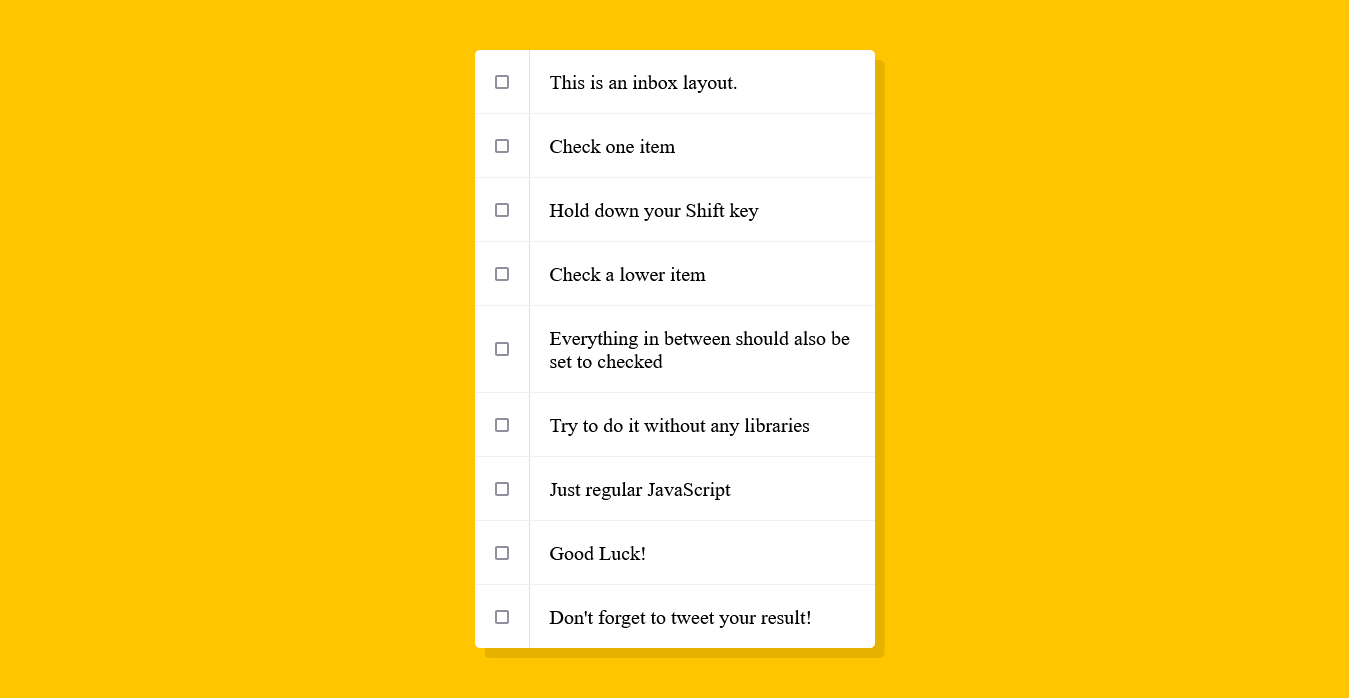 This is an inbox layout.
Check one item
Hold down your Shift key
Check a lower item
Everything in between should also be
set to checked
Try to do it without any libraries
Just regular JavaScript
Good Luck!
Don't forget to tweet your result!